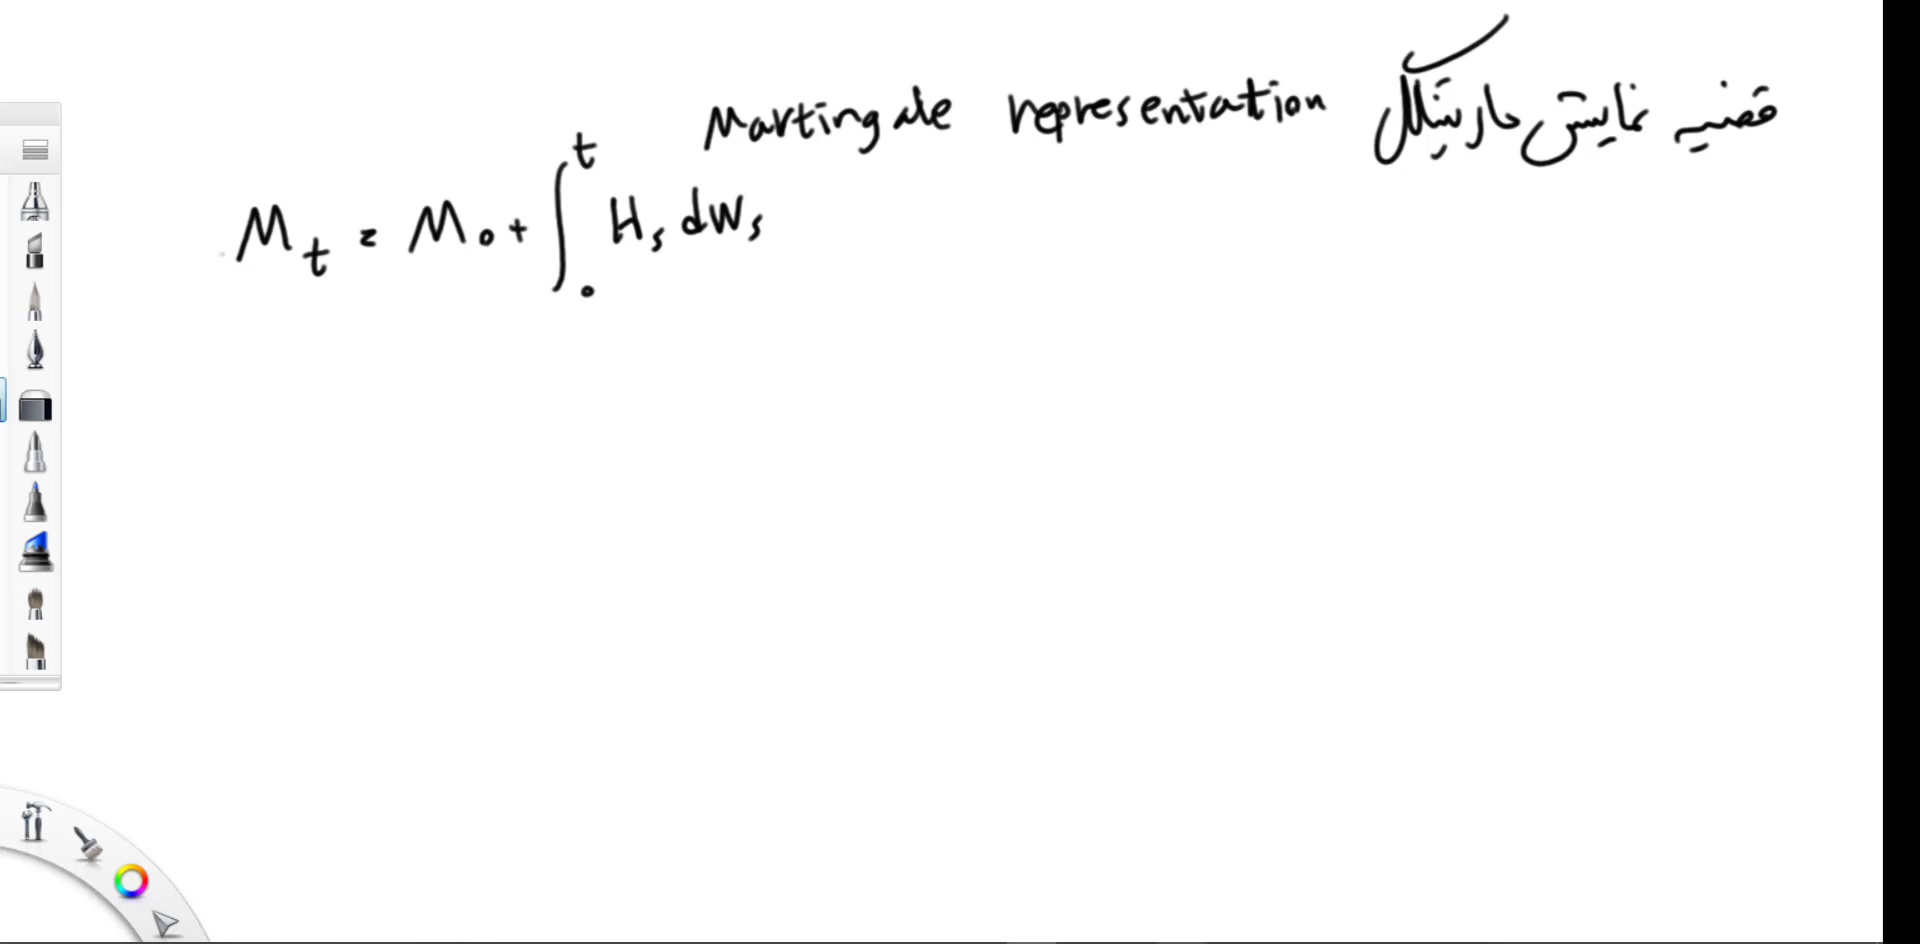 قضیه نمایش مارتینگل Martingale representation
M_t = M_0 + ∫_0^t H_s dW_s